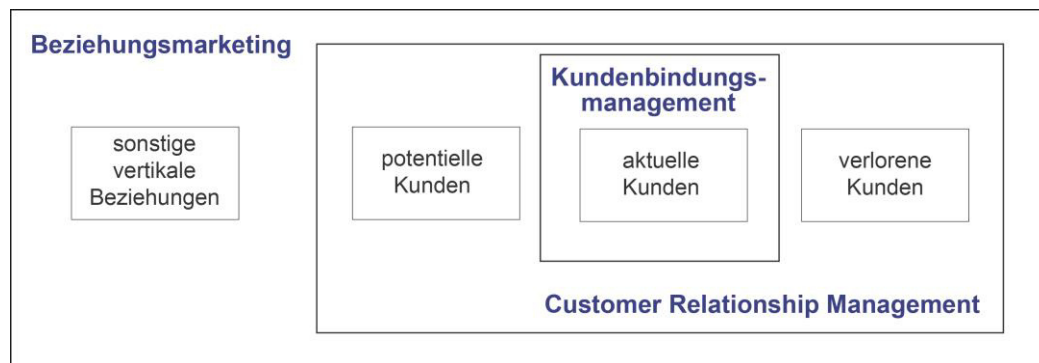 Beziehungsmarketing
Kundenbindungs-
management
sonstige
vertikale
Beziehungen
potentielle
Kunden
aktuelle
Kunden
verlorene
Kunden
Customer Relationship Management